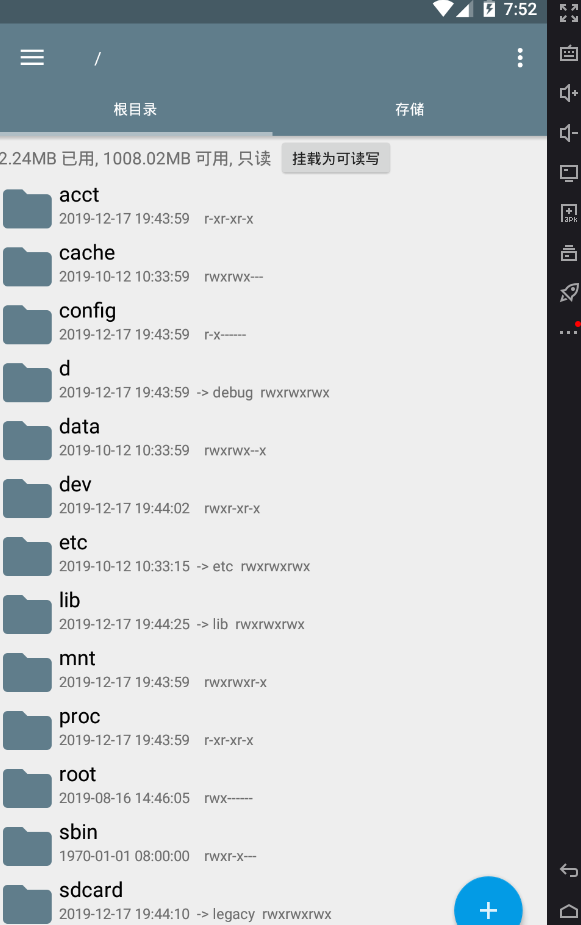 7:52
/
根目录 存储
2.24MB 已用, 1008.02MB 可用, 只读 挂载为可读写
acct
2019-12-17 19:43:59 r-xr-xr-x
cache
2019-10-12 10:33:59 rwxrwx---
config
2019-12-17 19:43:59 r-x------
d
2019-12-17 19:43:59 -> debug rwxrwxrwx
data
2019-10-12 10:33:59 rwxrwx--x
dev
2019-12-17 19:44:02 rwxr-xr-x
etc
2019-10-12 10:33:15 -> etc rwxrwxrwx
lib
2019-12-17 19:44:25 -> lib rwxrwxrwx
mnt
2019-12-17 19:43:59 rwxrwxr-x
proc
2019-12-17 19:43:59 r-xr-xr-x
root
2019-08-16 14:46:05 rwx------
sbin
1970-01-01 08:00:00 rwxr-x---
sdcard
2019-12-17 19:44:10 -> legacy rwxrwxrwx